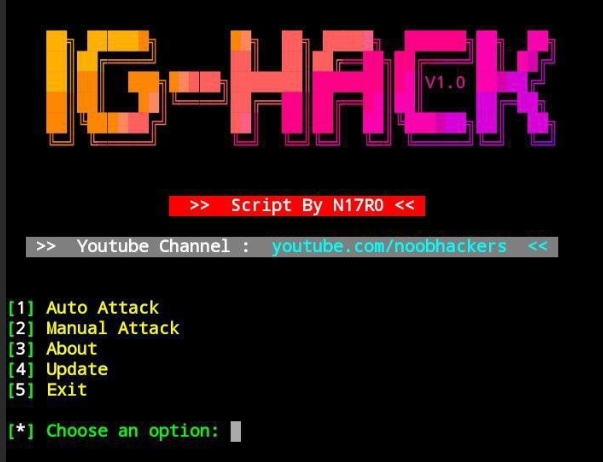 IG-HACK
V1.0
>> Script By N17R0 <<
>> Youtube Channel : youtube.com/noobhackers <<
[1] Auto Attack
[2] Manual Attack
[3] About
[4] Update
[5] Exit
[*] Choose an option: